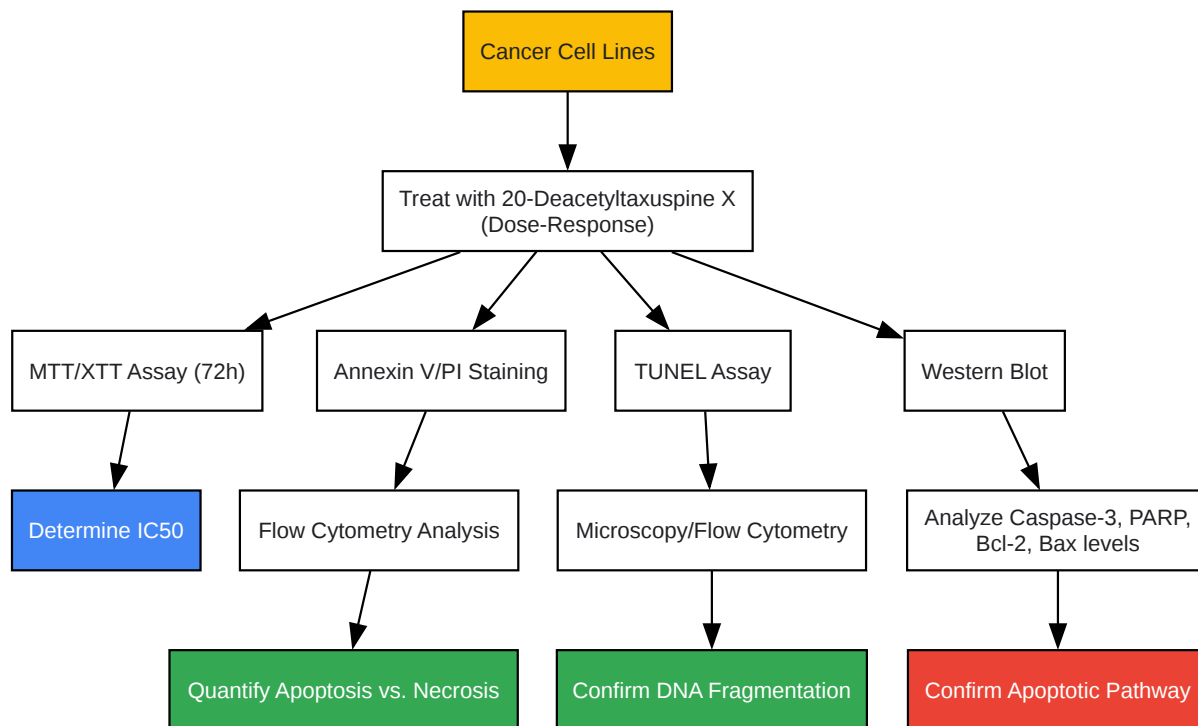 Cancer Cell Lines
Treat with 20-Deacetyltaxuspine X
(Dose-Response)
MTT/XTT Assay (72h)
Annexin V/PI Staining
TUNEL Assay
Western Blot
Determine IC50
Flow Cytometry Analysis
Microscopy/Flow Cytometry
Analyze Caspase-3, PARP,
Bcl-2, Bax levels
Quantify Apoptosis vs. Necrosis
Confirm DNA Fragmentation
Confirm Apoptotic Pathway